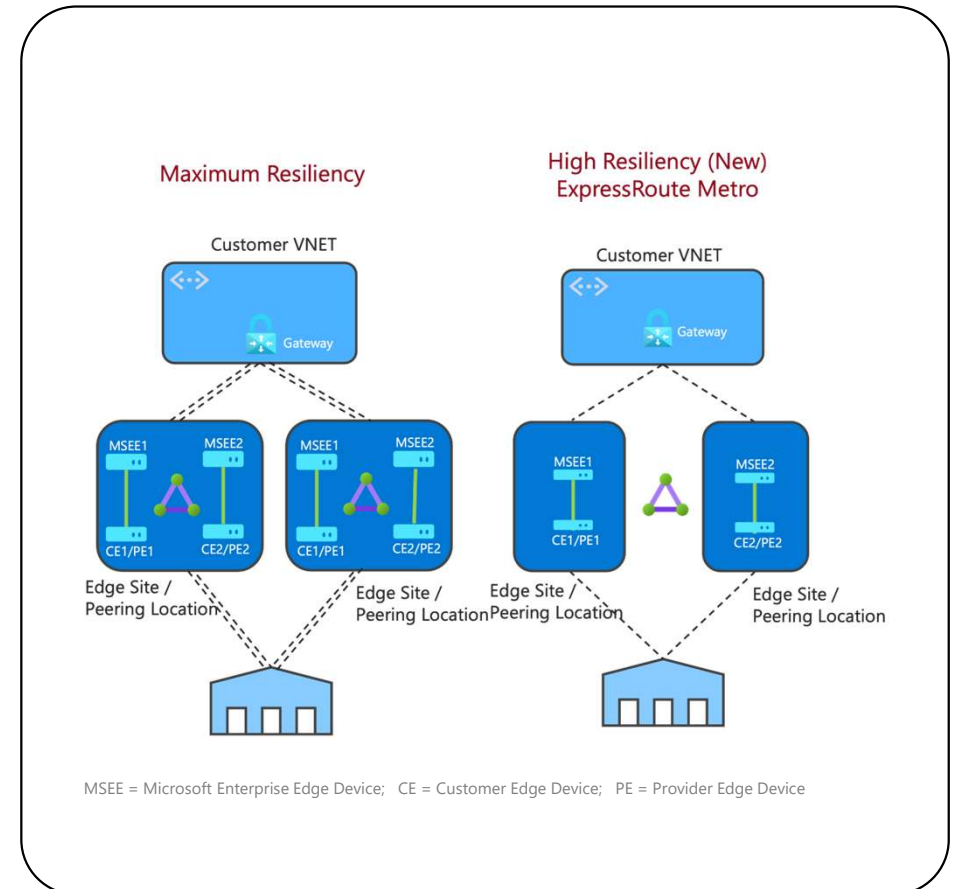 Maximum Resiliency
Customer VNET
Gateway
MSEE1
MSEE2
CE1/PE1
CE2/PE2
MSEE1
MSEE2
CE1/PE1
CE2/PE2
Edge Site /
Peering Location
Edge Site /
Peering Location
High Resiliency (New)
ExpressRoute Metro
Customer VNET
Gateway
MSEE1
CE1/PE1
MSEE2
CE2/PE2
Edge Site /
Peering Location
Edge Site /
Peering Location
MSEE = Microsoft Enterprise Edge Device;   CE = Customer Edge Device;   PE = Provider Edge Device